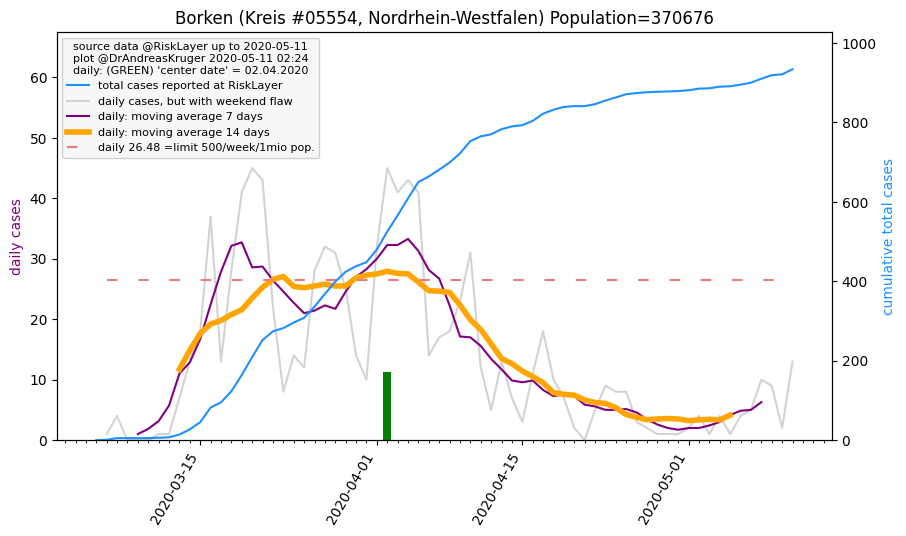 Borken (Kreis #05554, Nordrhein-Westfalen) Population=370676
source data @RiskLayer up to 2020-05-11
plot @DrAndreasKruger 2020-05-11 02:24
daily: (GREEN) 'center date' = 02.04.2020
total cases reported at RiskLayer
daily cases, but with weekend flaw
daily: moving average 7 days
daily: moving average 14 days
daily 26.48 =limit 500/week/1mio pop.
daily cases
60
50
40
30
20
10
0
cumulative total cases
1000
800
600
400
200
0
2020-03-15
2020-04-01
2020-04-15
2020-05-01